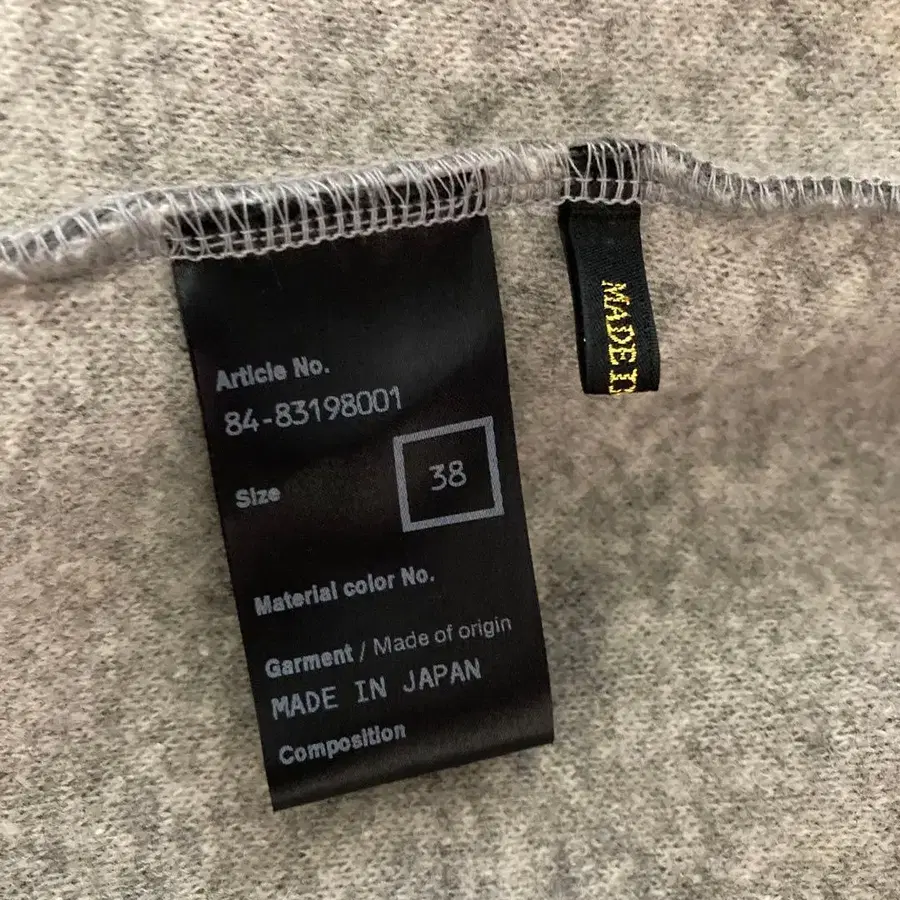 Article No.
84-83198001
Size
38
Material color No.
Garment / Made of origin
MADE IN JAPAN
Composition
MADE I